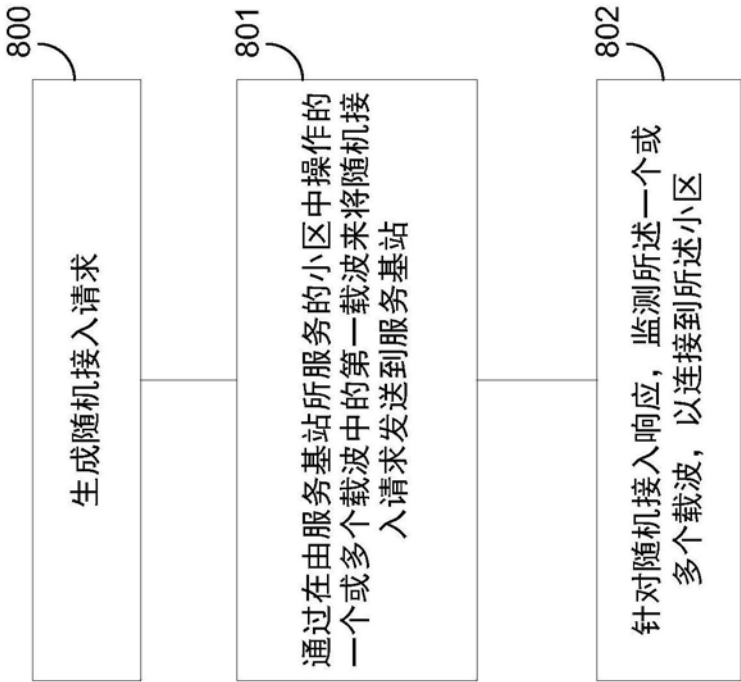 800
生成随机接入请求
801
通过在由服务基站所服务的小区中操作的
一个或多个载波中的第一载波来将随机接
入请求发送到服务基站
802
针对随机接入响应，监测所述一个或
多个载波，以连接到所述小区